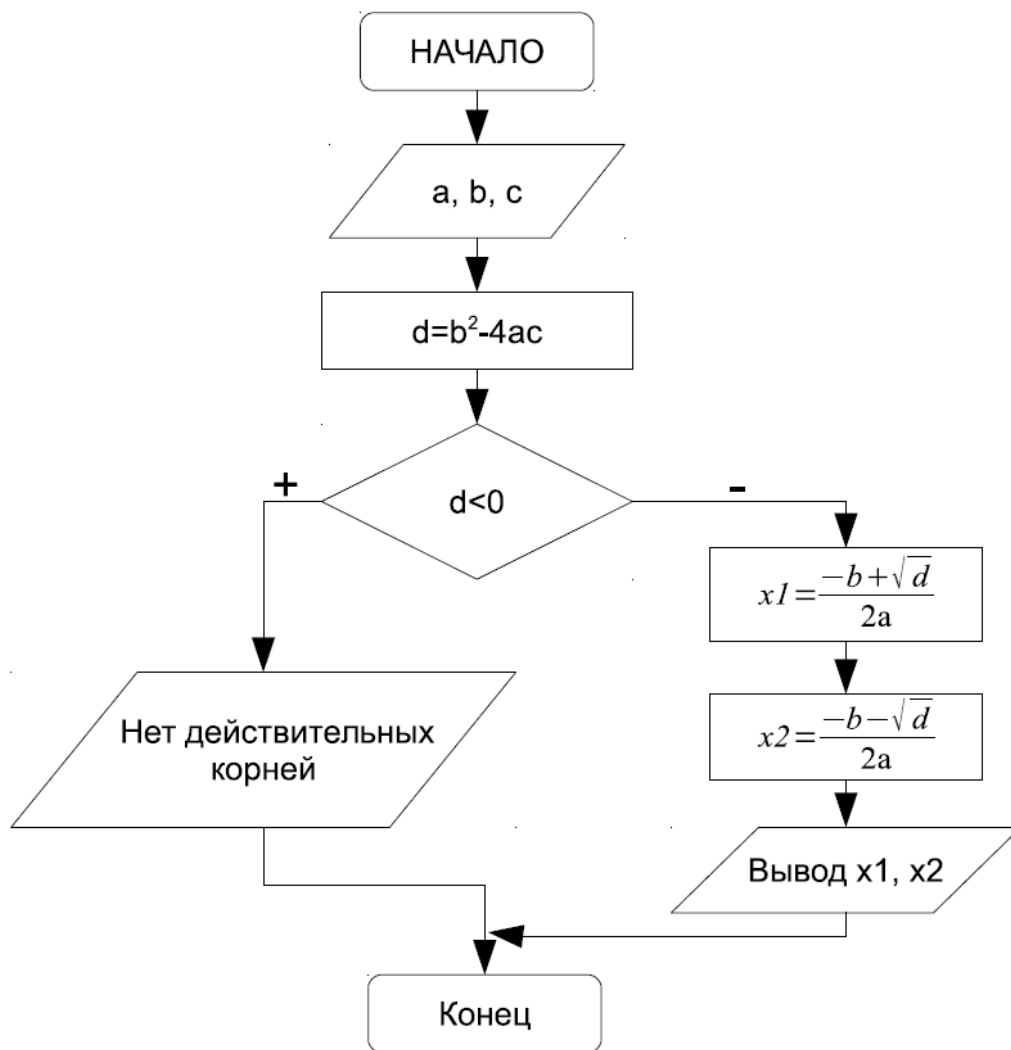 НАЧАЛО
a, b, c
d=b²-4ac
+
d<0
-
x1=(-b+√d)/2a
x2=(-b-√d)/2a
Нет действительных
корней
Вывод x1, x2
Конец